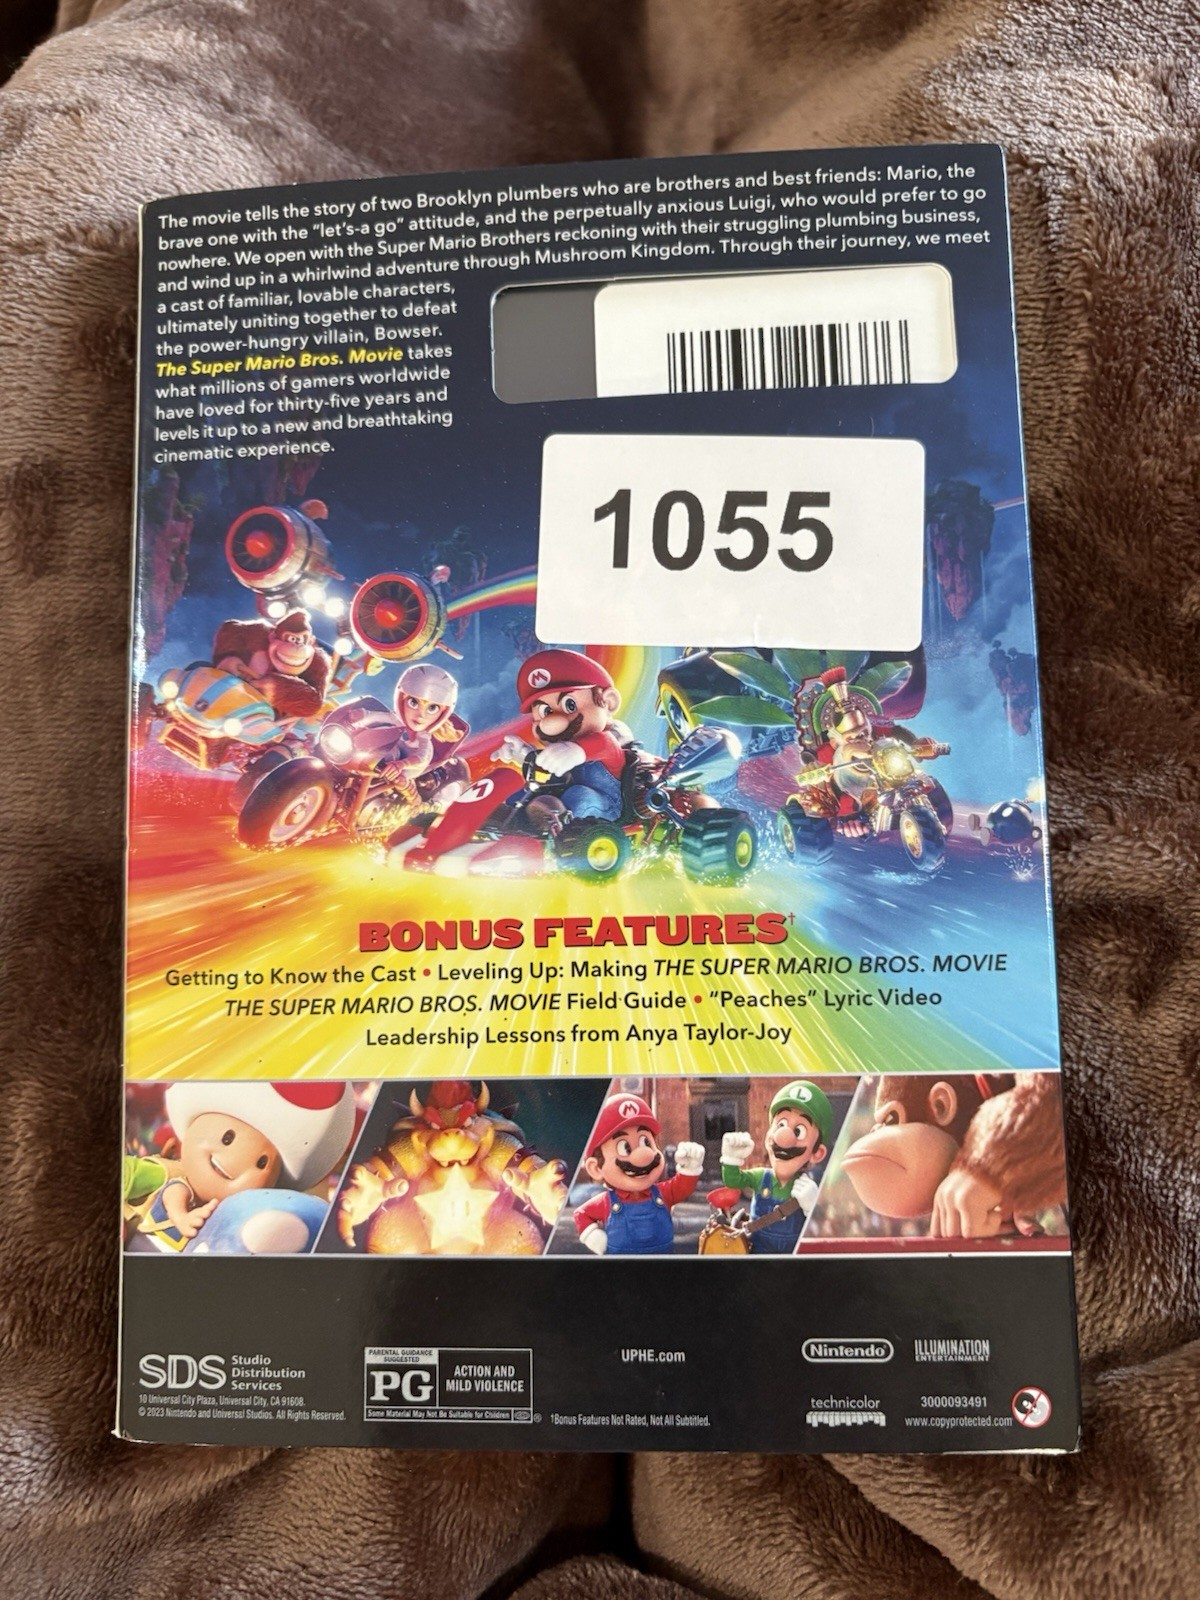 The movie tells the story of two Brooklyn plumbers who are brothers and best friends: Mario, the
brave one with the "let's-a go" attitude, and the perpetually anxious Luigi, who would prefer to go
nowhere. We open with the Super Mario Brothers reckoning with their struggling plumbing business,
and wind up in a whirlwind adventure through Mushroom Kingdom. Through their journey, we meet
a cast of familiar, lovable characters,
ultimately uniting together to defeat
the power-hungry villain, Bowser.
The Super Mario Bros. Movie takes
what millions of gamers worldwide
have loved for thirty-five years and
levels it up to a new and breathtaking
cinematic experience.
1055
M
M
BONUS FEATURES†
Getting to Know the Cast • Leveling Up: Making THE SUPER MARIO BROS. MOVIE
THE SUPER MARIO BROS. MOVIE Field Guide • "Peaches" Lyric Video
Leadership Lessons from Anya Taylor-Joy
M
L
SDS Studio
Distribution
Services
10 Universal City Plaza, Universal City, CA 91608.
© 2023 Nintendo and Universal Studios. All Rights Reserved.
PARENTAL GUIDANCE
SUGGESTED
PG
ACTION AND
MILD VIOLENCE
Some Material May Not Be Suitable for Children
®
UPHE.com
†Bonus Features Not Rated, Not All Subtitled.
Nintendo
ILLUMINATION
ENTERTAINMENT
technicolor
3000093491
www.copyprotected.com